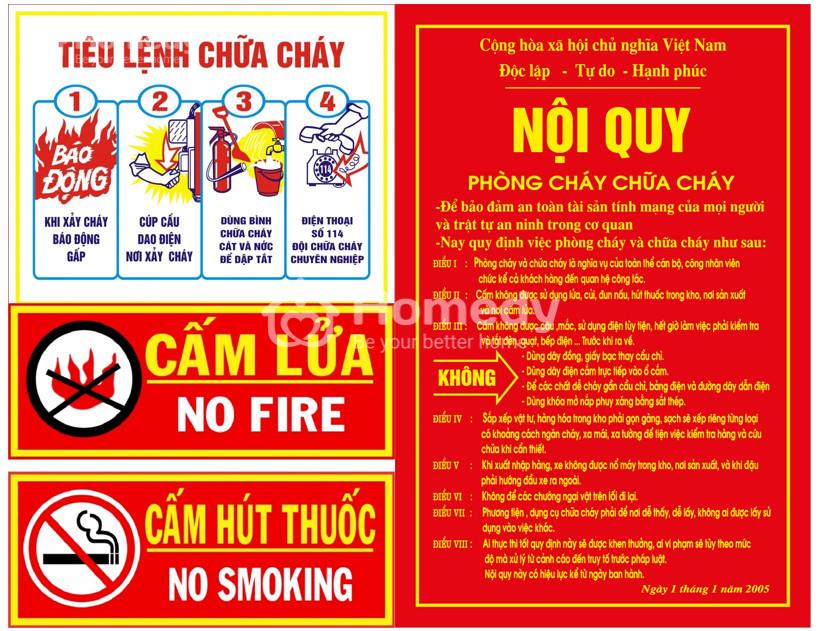 TIÊU LỆNH CHỮA CHÁY
1
BÁO
ĐỘNG
KHI XẢY CHÁY
BÁO ĐỘNG
GẤP
2
CÚP CẦU
DAO ĐIỆN
NƠI XẢY CHÁY
3
DÙNG BÌNH
CHỮA CHÁY
CÁT VÀ NỨC
ĐỂ DẬP TẮT
4
114
ĐIỆN THOẠI
SỐ 114
ĐỘI CHỮA CHÁY
CHUYÊN NGHIỆP
CẤM LỬA
NO FIRE
CẤM HÚT THUỐC
NO SMOKING
Cộng hòa xã hội chủ nghĩa Việt Nam
Độc lập - Tự do - Hạnh phúc
NỘI QUY
PHÒNG CHÁY CHỮA CHÁY
-Để bảo đảm an toàn tài sản tính mạng của mọi người
và trật tự an ninh trong cơ quan
-Nay quy định việc phòng cháy và chữa cháy như sau:
ĐIỀU I : Phòng cháy và chữa cháy là nghĩa vụ của toàn thể cán bộ, công nhân viên
chức kể cả khách hàng đến quan hệ công tác.
ĐIỀU II : Cấm không được sử dụng lửa, củi, đun nấu, hút thuốc trong kho, nơi sản xuất
và nơi cấm lửa.
ĐIỀU III : Cấm không được câu ,mắc, sử dụng điện tùy tiện, hết giờ làm việc phải kiểm tra
và tắt đèn, quạt, bếp điện ... Trước khi ra về.
KHÔNG
- Dùng dây đồng, giấy bạc thay cầu chì.
- Dùng dây điện cắm trực tiếp vào ổ cắm.
- Để các chất dễ cháy gần cầu chì, bảng điện và đường dây dẫn điện
- Dùng khóa mở nắp phuy xăng bằng sắt thép.
ĐIỀU IV : Sắp xếp vật tư, hàng hóa trong kho phải gọn gàng, sạch sẽ xếp riêng từng loại
có khoảng cách ngăn cháy, xa mái, xa tường để tiện việc kiểm tra hàng và cứu
chữa khi cần thiết.
ĐIỀU V : Khi xuất nhập hàng, xe không được nổ máy trong kho, nơi sản xuất, và khi đậu
phải hướng đầu xe ra ngoài.
ĐIỀU VI : Không để các chướng ngại vật trên lối đi lại.
ĐIỀU VII : Phương tiện , dụng cụ chữa cháy phải để nơi dễ thấy, dễ lấy, không ai được lấy sử
dụng vào việc khác.
ĐIỀU VIII : Ai thực thi tốt quy định này sẽ được khen thưởng, ai vi phạm sẽ tùy theo mức
độ mà xử lý từ cảnh cáo đến truy tố trước pháp luật.
Nội quy này có hiệu lực kể từ ngày ban hành.
Ngày 1 tháng 1 năm 2005
Homedy
Be your better home